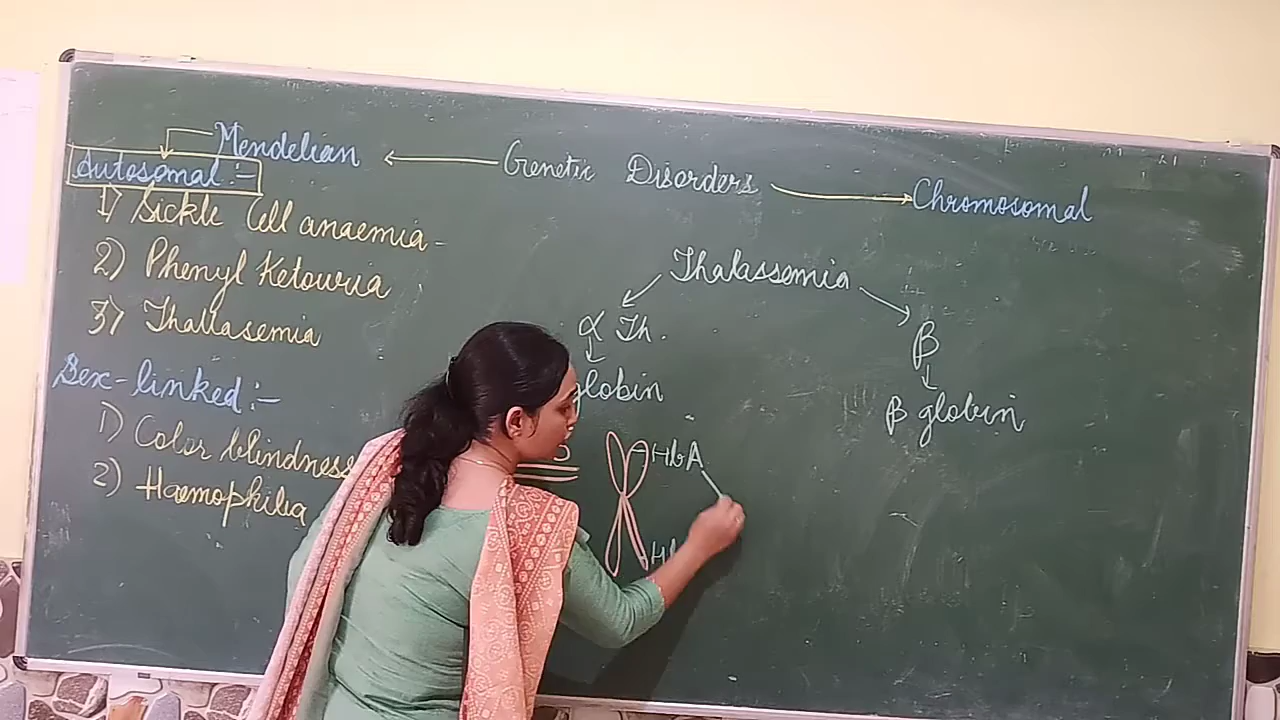 Mendelian ← Genetic Disorders → Chromosomal
Autosomal :-
1) Sickle Cell anaemia -
2) Phenyl Ketouria
3) Thallasemia
Sex-linked :-
1) Color blindness
2) Haemophilia
Thalassemia
α Th.
β
globin
β globin
HbA